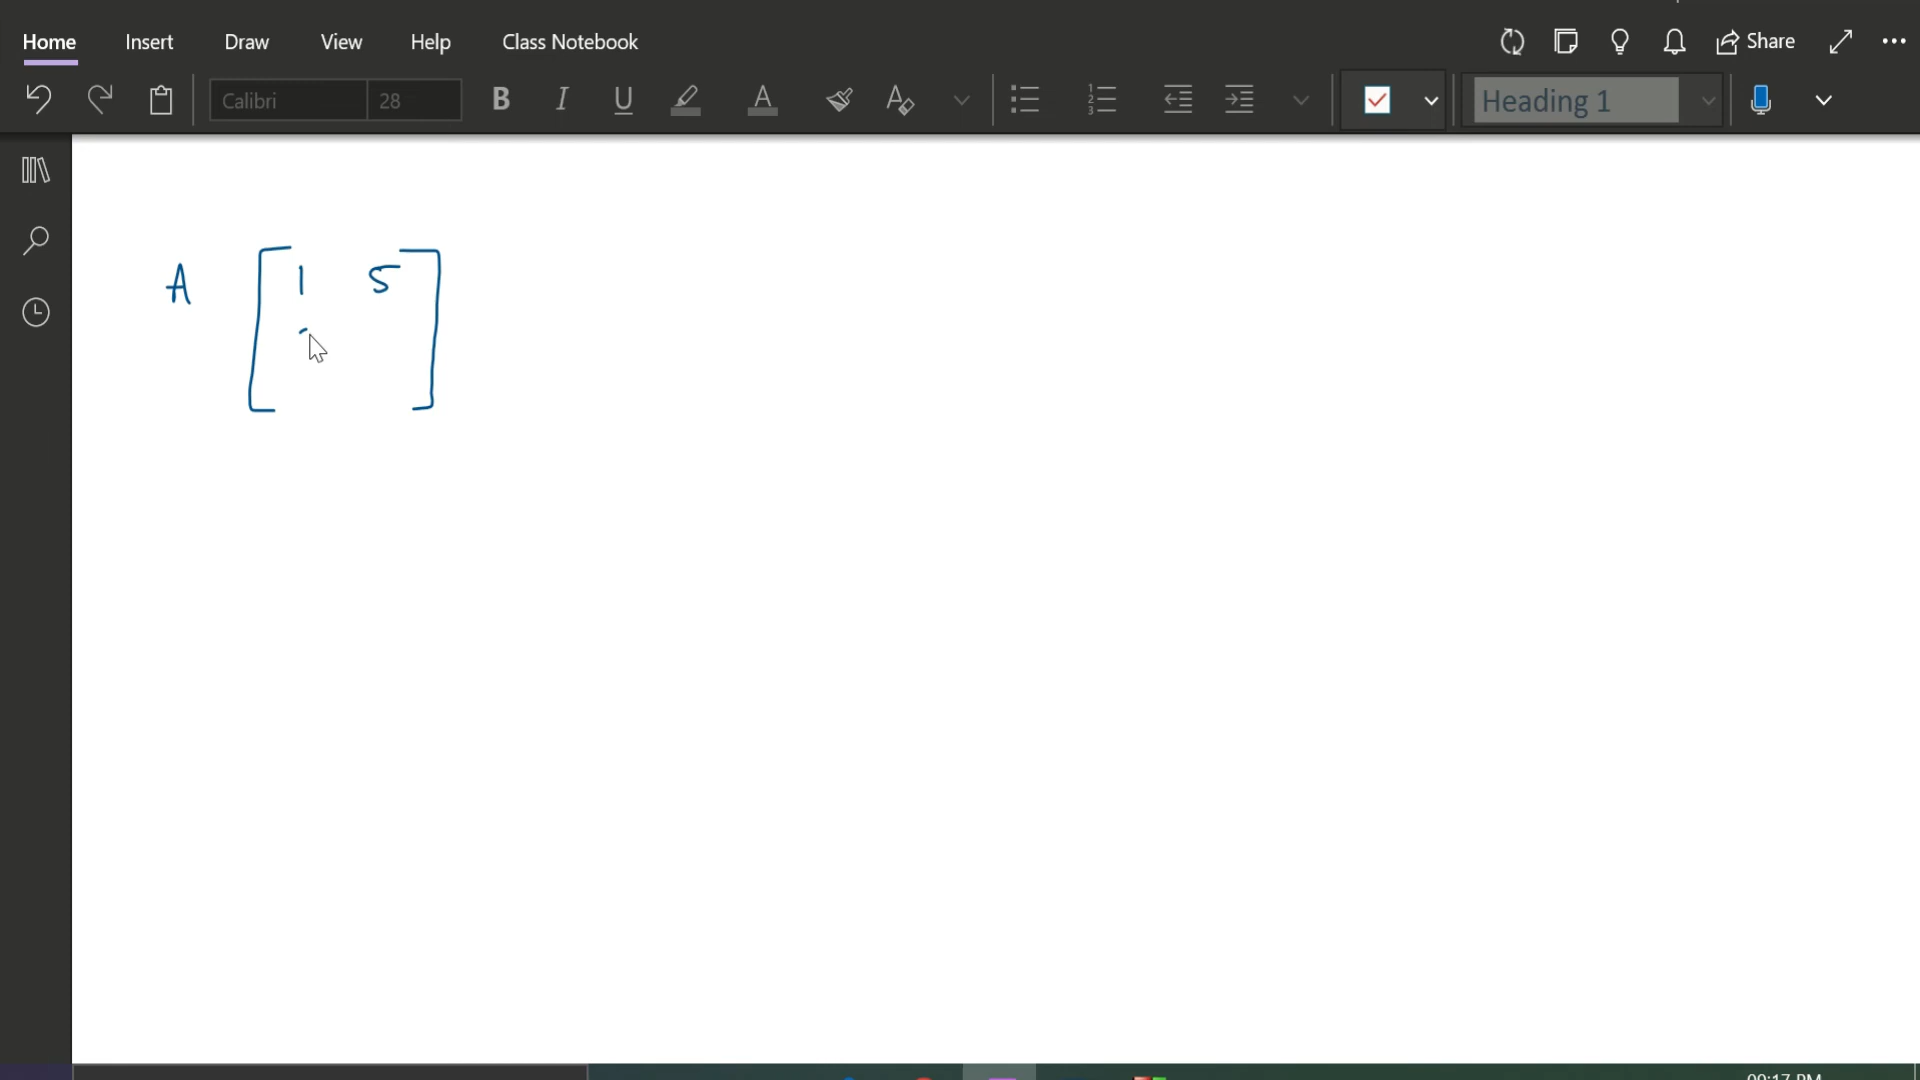 Home Insert Draw View Help Class Notebook Share
Calibri 28 B I U A A Heading 1
A [ 1 5 ]